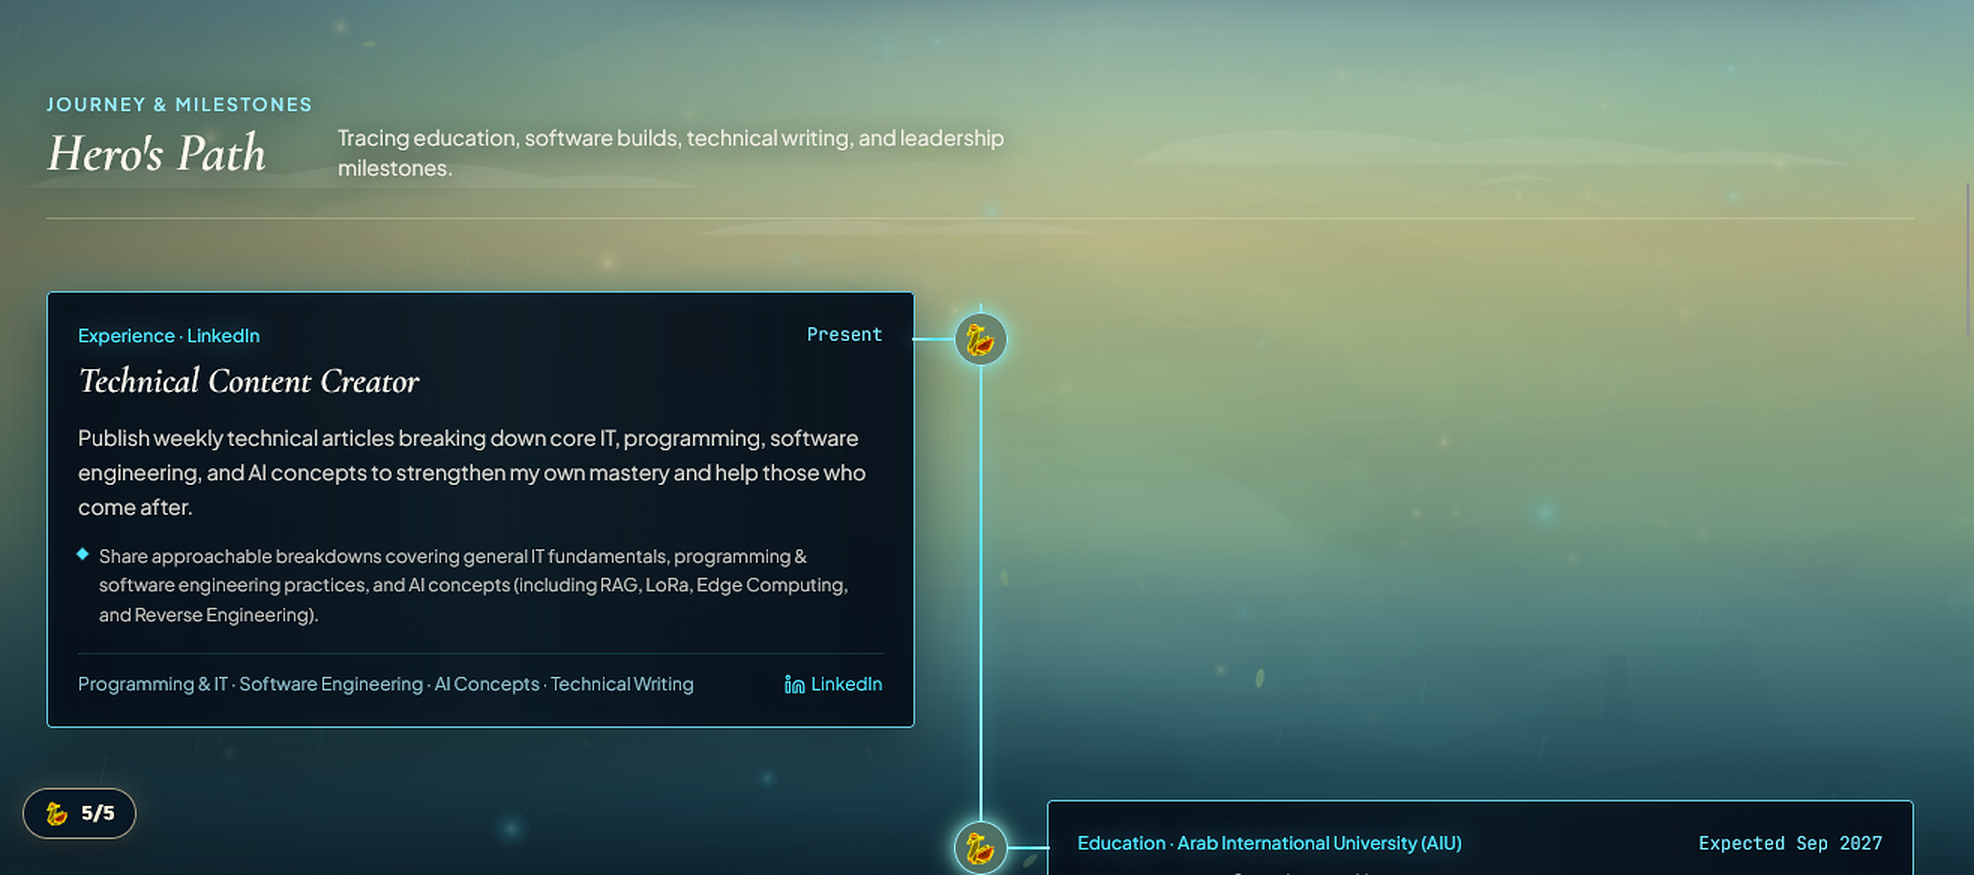 JOURNEY & MILESTONES
Hero's Path
Tracing education, software builds, technical writing, and leadership
milestones.
Experience · LinkedIn
Present
Technical Content Creator
Publish weekly technical articles breaking down core IT, programming, software
engineering, and AI concepts to strengthen my own mastery and help those who
come after.
Share approachable breakdowns covering general IT fundamentals, programming &
software engineering practices, and AI concepts (including RAG, LoRa, Edge Computing,
and Reverse Engineering).
Programming & IT · Software Engineering · AI Concepts · Technical Writing
LinkedIn
5/5
Education · Arab International University (AIU)
Expected Sep 2027